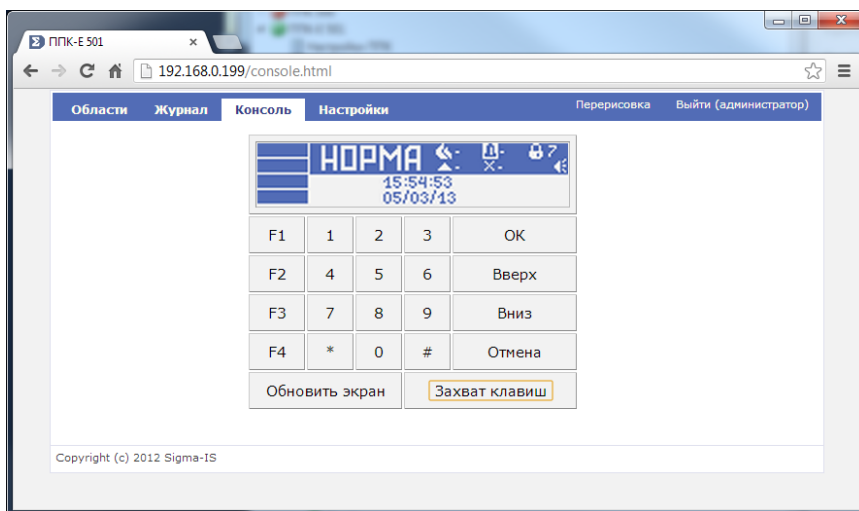 ППК-Е 501
192.168.0.199/console.html
Области Журнал Консоль Настройки Перерисовка Выйти (администратор)
НОРМА 7
15:54:53
05/03/13
F1 1 2 3 OK
F2 4 5 6 Вверх
F3 7 8 9 Вниз
F4 * 0 # Отмена
Обновить экран Захват клавиш
Copyright (c) 2012 Sigma-IS